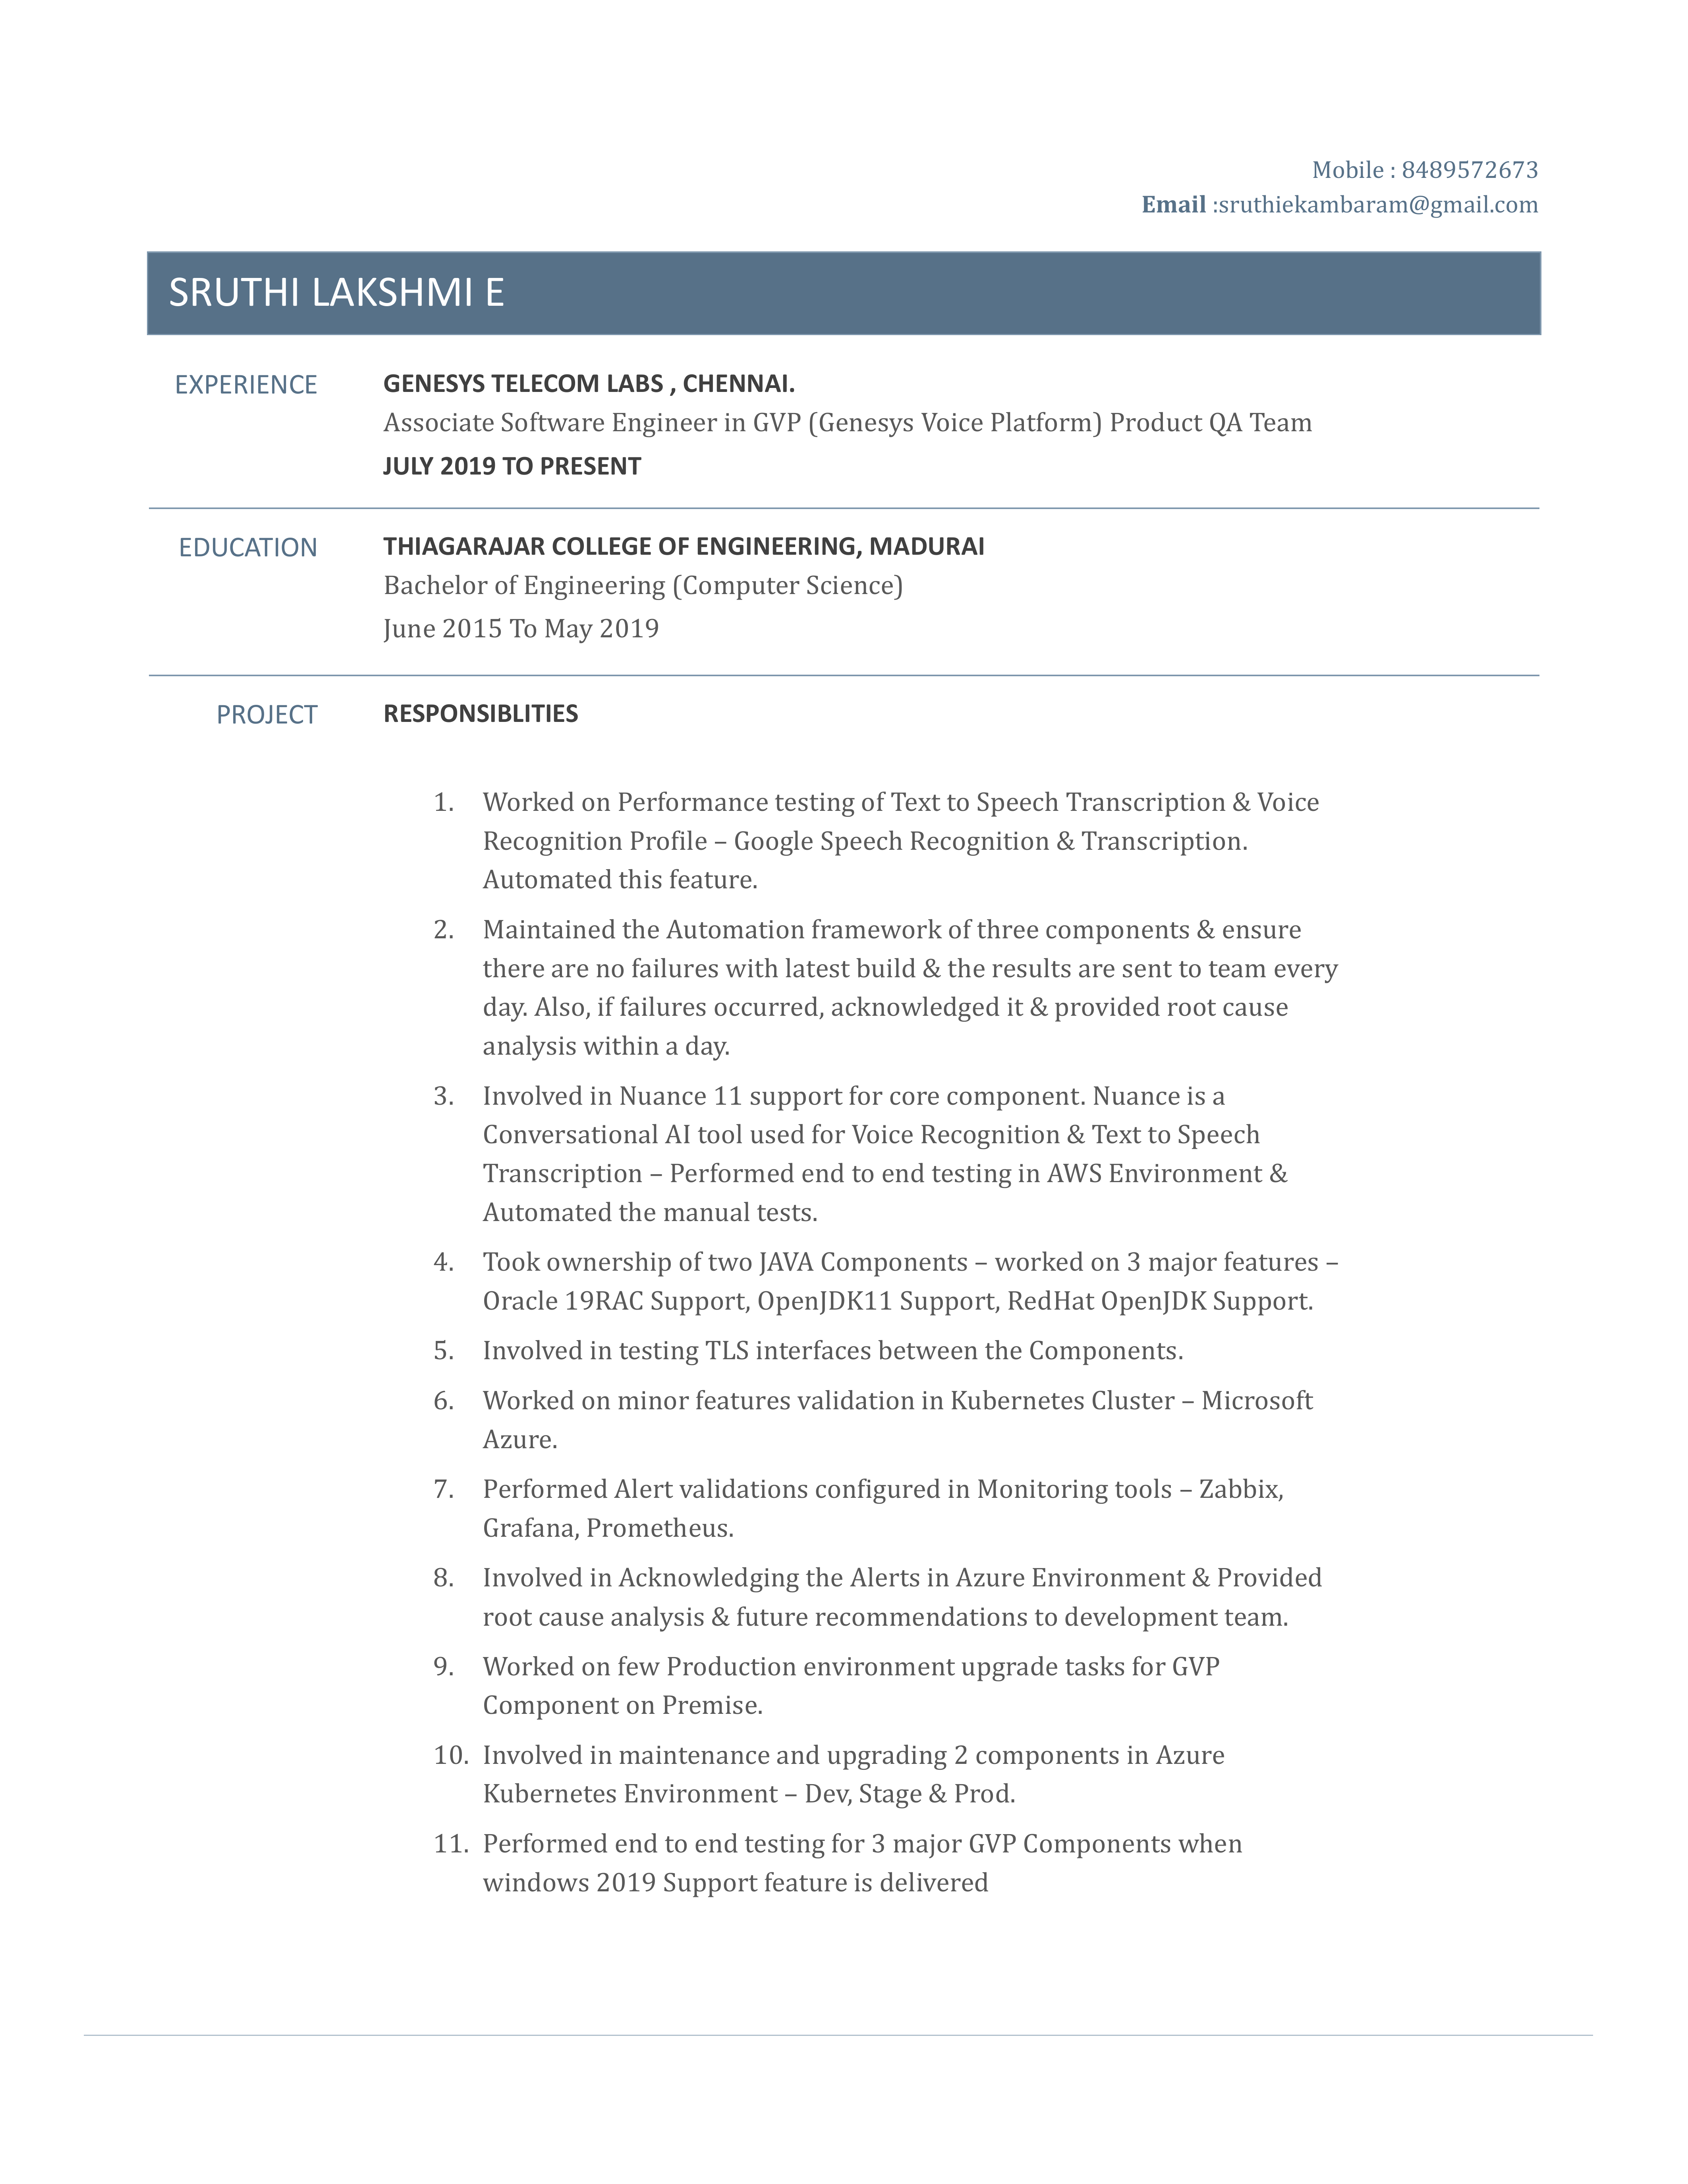 Mobile : 8489572673
Email :sruthiekambaram@gmail.com
SRUTHI LAKSHMI E
EXPERIENCE
GENESYS TELECOM LABS , CHENNAI.
Associate Software Engineer in GVP (Genesys Voice Platform) Product QA Team
JULY 2019 TO PRESENT
EDUCATION
THIAGARAJAR COLLEGE OF ENGINEERING, MADURAI
Bachelor of Engineering (Computer Science)
June 2015 To May 2019
PROJECT
RESPONSIBLITIES
1. Worked on Performance testing of Text to Speech Transcription & Voice
Recognition Profile – Google Speech Recognition & Transcription.
Automated this feature.
2. Maintained the Automation framework of three components & ensure
there are no failures with latest build & the results are sent to team every
day. Also, if failures occurred, acknowledged it & provided root cause
analysis within a day.
3. Involved in Nuance 11 support for core component. Nuance is a
Conversational AI tool used for Voice Recognition & Text to Speech
Transcription – Performed end to end testing in AWS Environment &
Automated the manual tests.
4. Took ownership of two JAVA Components – worked on 3 major features –
Oracle 19RAC Support, OpenJDK11 Support, RedHat OpenJDK Support.
5. Involved in testing TLS interfaces between the Components.
6. Worked on minor features validation in Kubernetes Cluster – Microsoft
Azure.
7. Performed Alert validations configured in Monitoring tools – Zabbix,
Grafana, Prometheus.
8. Involved in Acknowledging the Alerts in Azure Environment & Provided
root cause analysis & future recommendations to development team.
9. Worked on few Production environment upgrade tasks for GVP
Component on Premise.
10. Involved in maintenance and upgrading 2 components in Azure
Kubernetes Environment – Dev, Stage & Prod.
11. Performed end to end testing for 3 major GVP Components when
windows 2019 Support feature is delivered